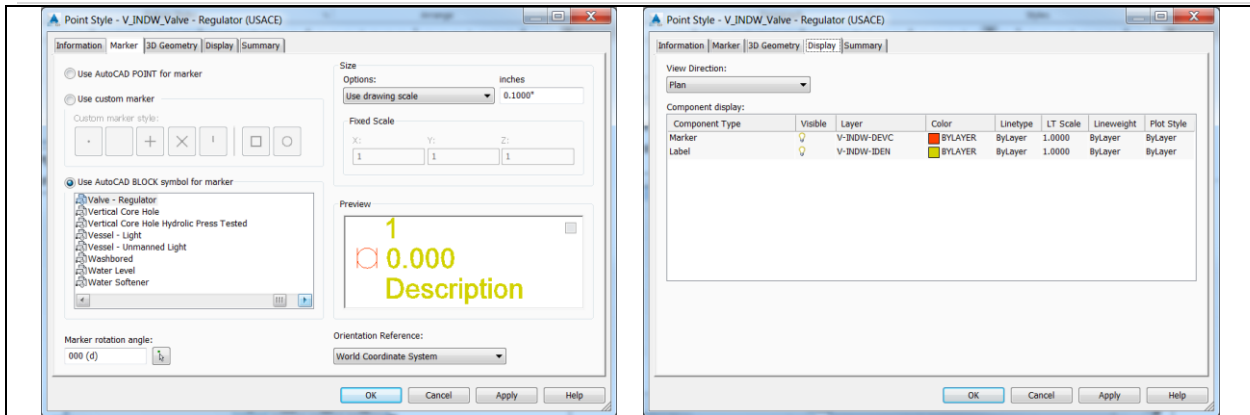 Point Style - V_INDW_Valve - Regulator (USACE)
Information Marker 3D Geometry Display Summary
Use AutoCAD POINT for marker
Use custom marker
Custom marker style:
Use AutoCAD BLOCK symbol for marker
Valve - Regulator
Vertical Core Hole
Vertical Core Hole Hydrolic Press Tested
Vessel - Light
Vessel - Unmanned Light
Washbored
Water Level
Water Softener
Marker rotation angle:
000 (d)
Size
Options: inches
Use drawing scale 0.1000"
Fixed Scale
X: Y: Z:
1 1 1
Preview
1
0.000
Description
Orientation Reference:
World Coordinate System
OK Cancel Apply Help
Point Style - V_INDW_Valve - Regulator (USACE)
Information Marker 3D Geometry Display Summary
View Direction:
Plan
Component display:
Component Type Visible Layer Color Linetype LT Scale Lineweight Plot Style
Marker V-INDW-DEVC BYLAYER ByLayer 1.0000 ByLayer ByLayer
Label V-INDW-IDEN BYLAYER ByLayer 1.0000 ByLayer ByLayer
OK Cancel Apply Help